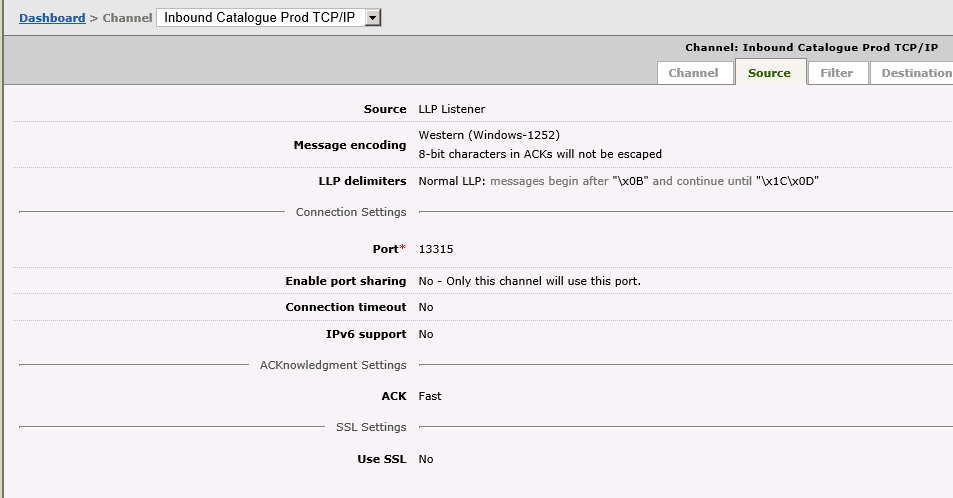 Dashboard > Channel Inbound Catalogue Prod TCP/IP
Channel: Inbound Catalogue Prod TCP/IP
Channel Source Filter Destination
Source LLP Listener
Message encoding Western (Windows-1252)
8-bit characters in ACKs will not be escaped
LLP delimiters Normal LLP: messages begin after "\x0B" and continue until "\x1C\x0D"
Connection Settings
Port* 13315
Enable port sharing No - Only this channel will use this port.
Connection timeout No
IPv6 support No
ACKnowledgment Settings
ACK Fast
SSL Settings
Use SSL No